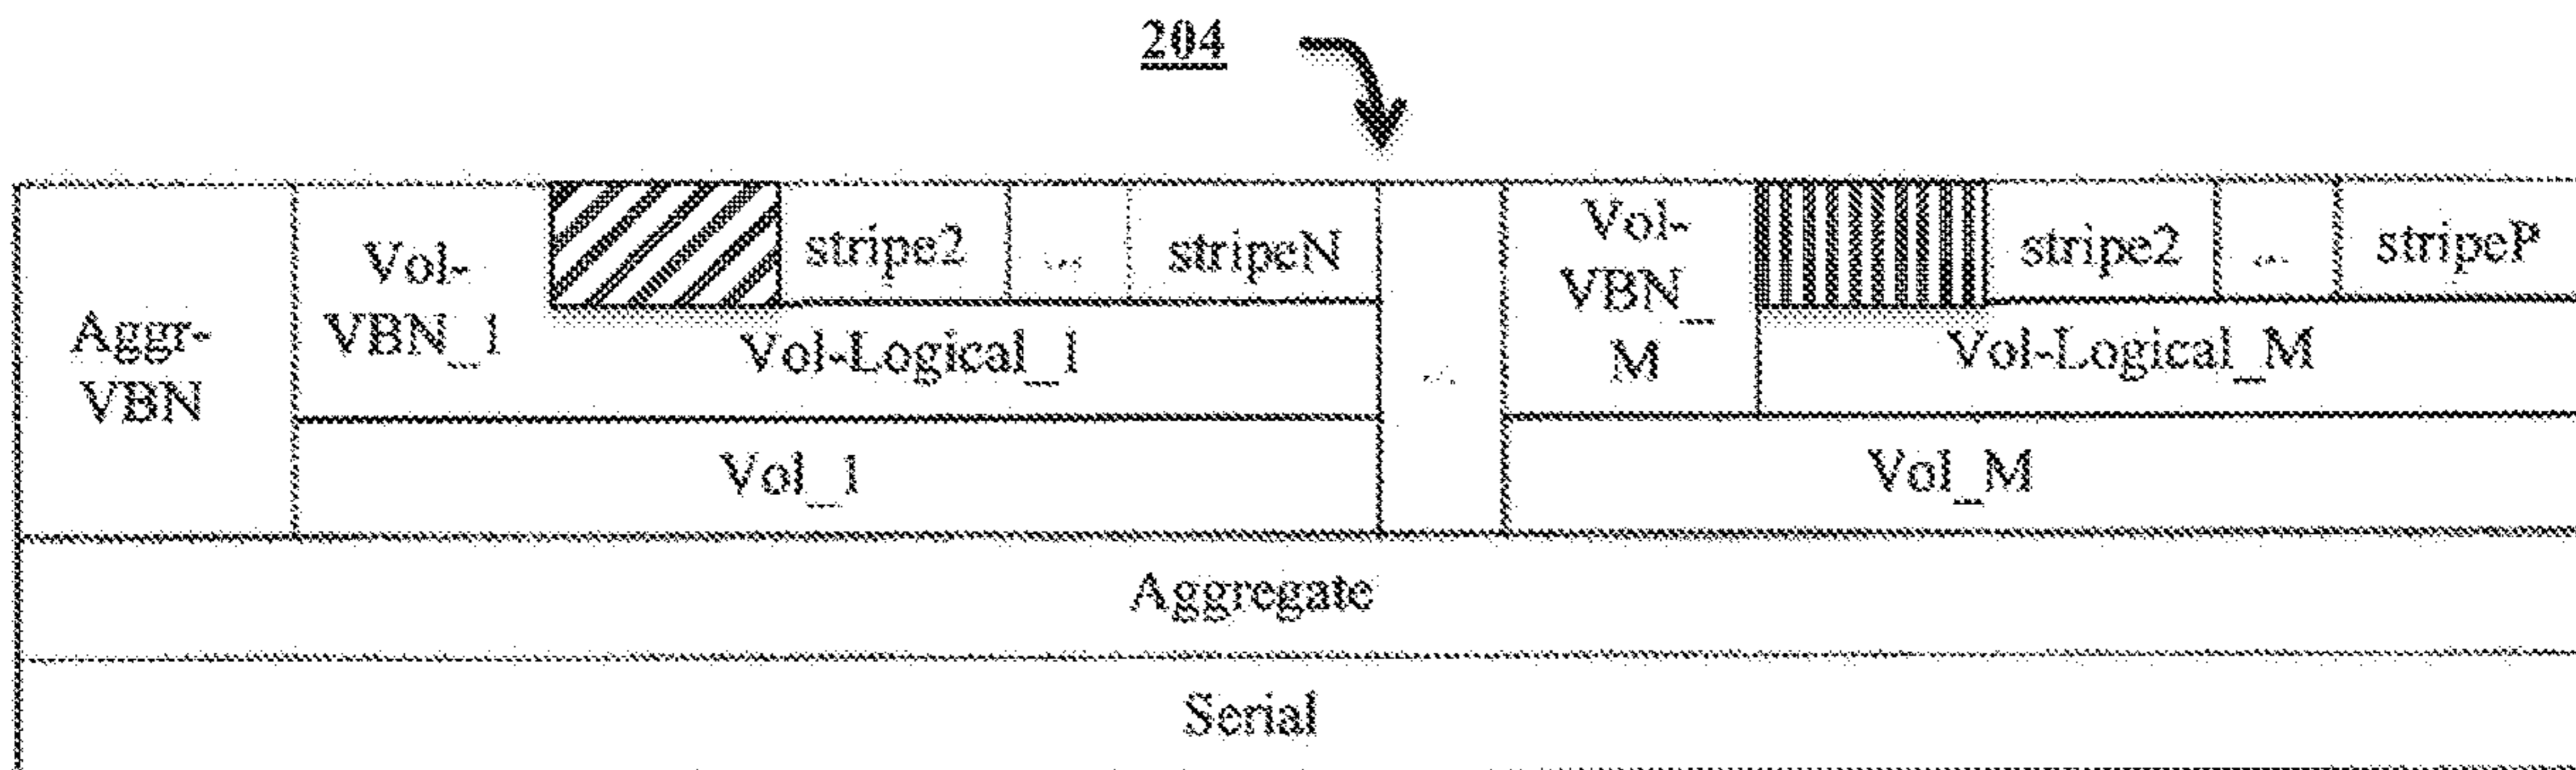 204
stripe2 ... stripeN
stripe2 ... stripeP
Vol-
VBN_1
Vol-
VBN_
M
Aggr-
VBN
Vol-Logical_1
...
Vol-Logical_M
Vol_1
Vol_M
Aggregate
Serial